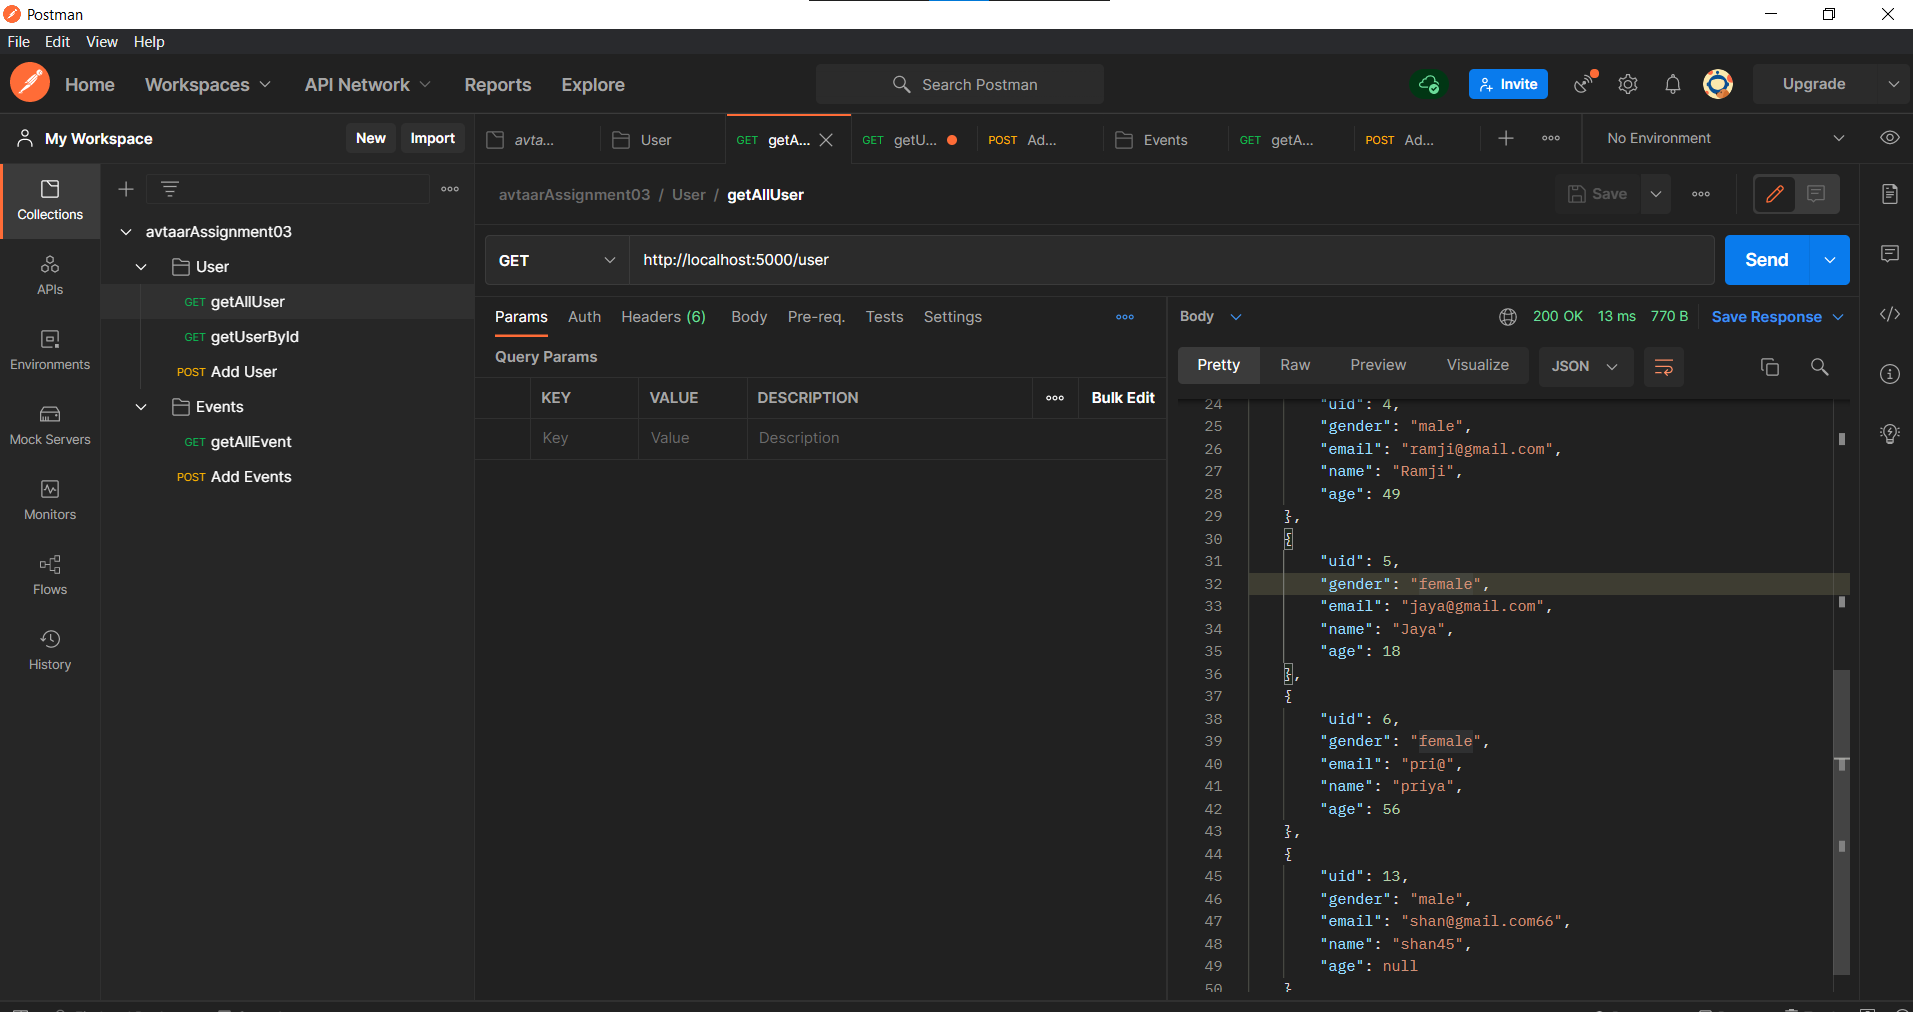 Postman
File Edit View Help
Home Workspaces API Network Reports Explore Search Postman Invite Upgrade
My Workspace New Import
avta... User GET getA... GET getU... POST Ad... Events GET getA... POST Ad... No Environment
Collections
APIs
Environments
Mock Servers
Monitors
Flows
History
avtaarAssignment03
User
GET getAllUser
GET getUserById
POST Add User
Events
GET getAllEvent
POST Add Events
avtaarAssignment03 / User / getAllUser Save
GET http://localhost:5000/user Send
Params Auth Headers (6) Body Pre-req. Tests Settings
Query Params
KEY VALUE DESCRIPTION Bulk Edit
Key Value Description
Body 200 OK 13 ms 770 B Save Response
Pretty Raw Preview Visualize JSON
24 "uid": 4,
25 "gender": "male",
26 "email": "ramji@gmail.com",
27 "name": "Ramji",
28 "age": 49
29 },
30 {
31 "uid": 5,
32 "gender": "female",
33 "email": "jaya@gmail.com",
34 "name": "Jaya",
35 "age": 18
36 },
37 {
38 "uid": 6,
39 "gender": "female",
40 "email": "pri@",
41 "name": "priya",
42 "age": 56
43 },
44 {
45 "uid": 13,
46 "gender": "male",
47 "email": "shan@gmail.com66",
48 "name": "shan45",
49 "age": null
50 }